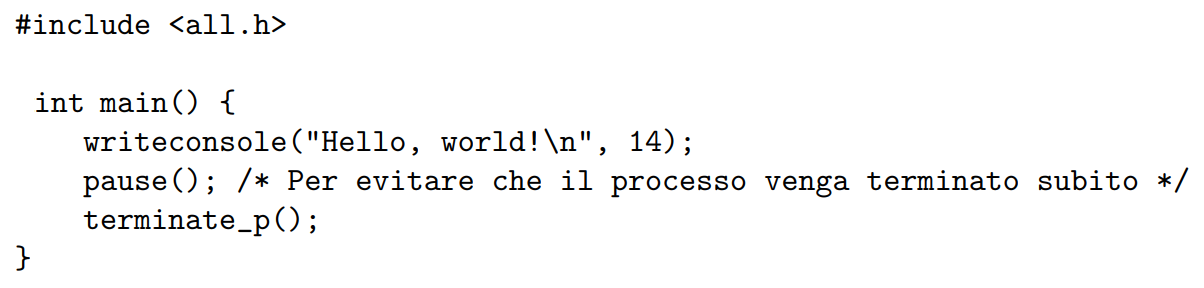 #include <all.h>
int main() {
writeconsole("Hello, world!\n", 14);
pause(); /* Per evitare che il processo venga terminato subito */
terminate_p();
}